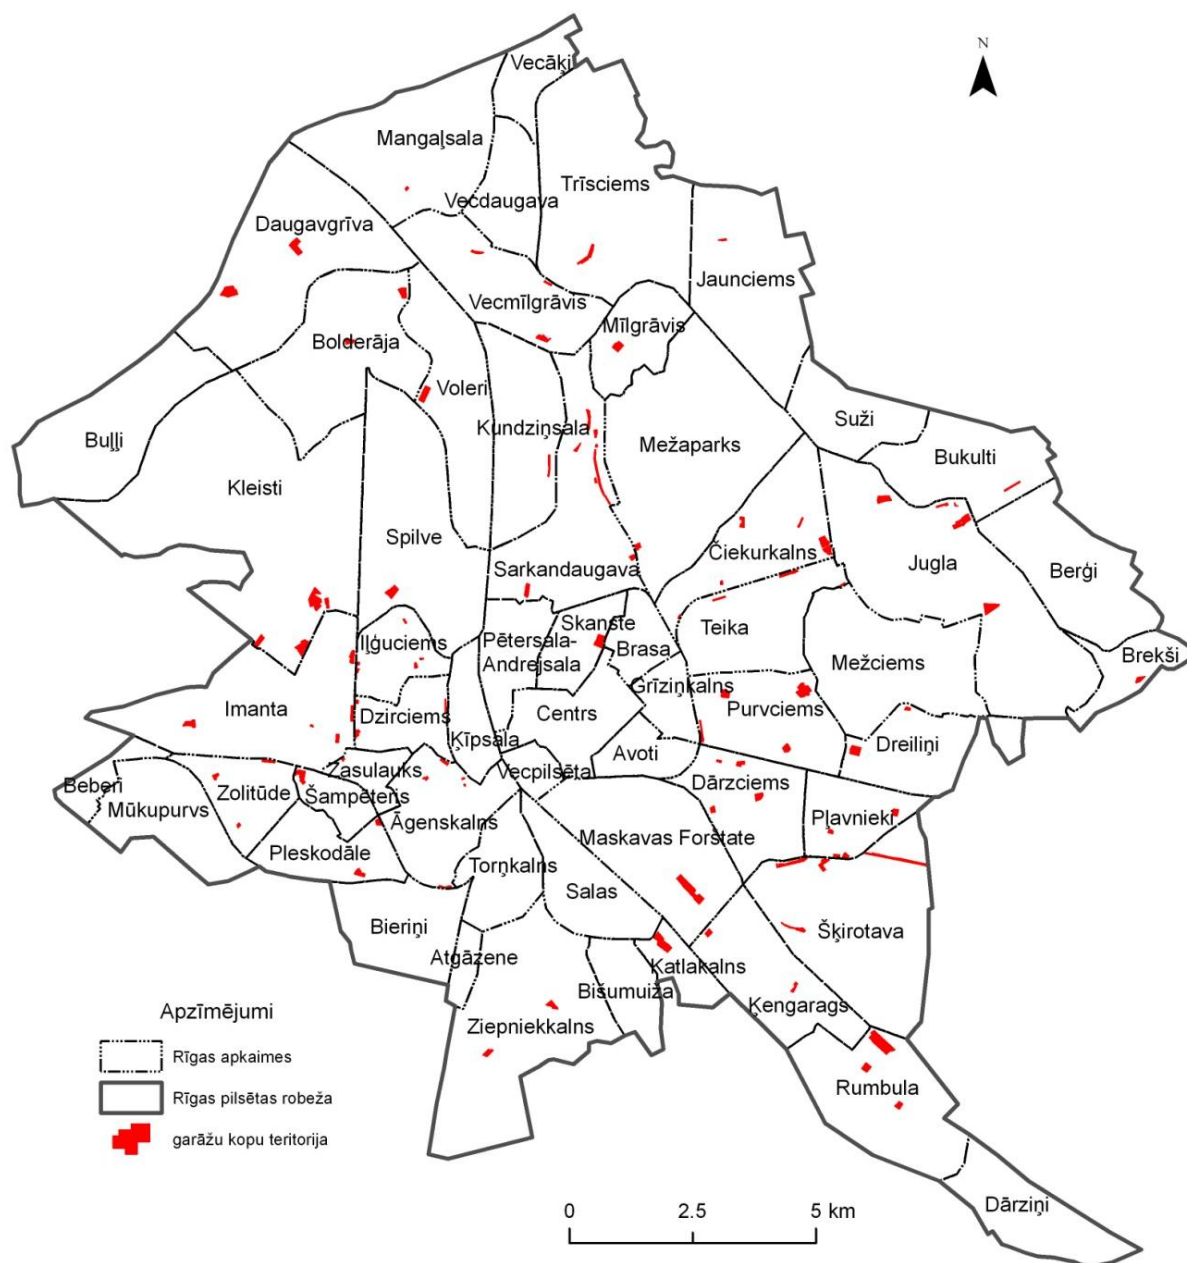 N
Vecāķi
Mangaļsala
Trīsciems
Vecdaugava
Daugavgrīva
Jaunciems
Vecmīlgrāvis
Mīlgrāvis
Bolderāja
Voleri
Suži
Kundziņsala
Buļļi
Mežaparks
Bukulti
Kleisti
Spilve
Čiekurkalns
Jugla
Sarkandaugava
Berģi
Skanste
Teika
Iļģuciems
Pētersala-
Andrejsala
Brasa
Mežciems
Brekši
Grīziņkalns
Imanta
Dzirciems
Centrs
Purvciems
Ķīpsala
Dreiliņi
Avoti
Zasulauks
Vecpilsēta
Beberi
Zolitūde
Dārzciems
Mūkupurvs
Šampēteris
Āgenskalns
Pļavnieki
Maskavas Forštate
Pleskodāle
Torņkalns
Salas
Bieriņi
Šķirotava
Atgāzene
Katlakalns
Bišumuiža
Ķengarags
Ziepniekkalns
Rumbula
Dārziņi
Apzīmējumi
Rīgas apkaimes
Rīgas pilsētas robeža
garāžu kopu teritorija
0 2.5 5 km